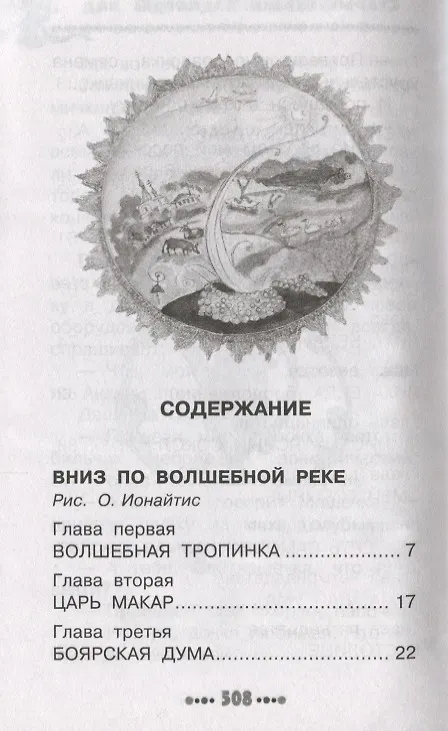 СОДЕРЖАНИЕ
ВНИЗ ПО ВОЛШЕБНОЙ РЕКЕ
Рис. О. Ионайтис
Глава первая
ВОЛШЕБНАЯ ТРОПИНКА ................ 7
Глава вторая
ЦАРЬ МАКАР............................... 17
Глава третья
БОЯРСКАЯ ДУМА.......................... 22
508